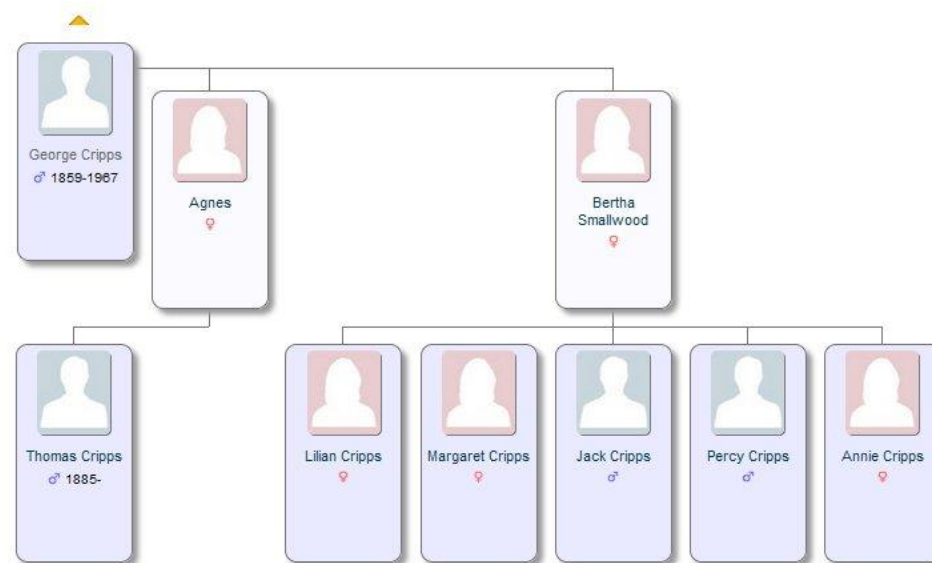 George Cripps
♂ 1859-1967
Agnes
♀
Bertha
Smallwood
♀
Thomas Cripps
♂ 1885-
Lilian Cripps
♀
Margaret Cripps
♀
Jack Cripps
♂
Percy Cripps
♂
Annie Cripps
♀